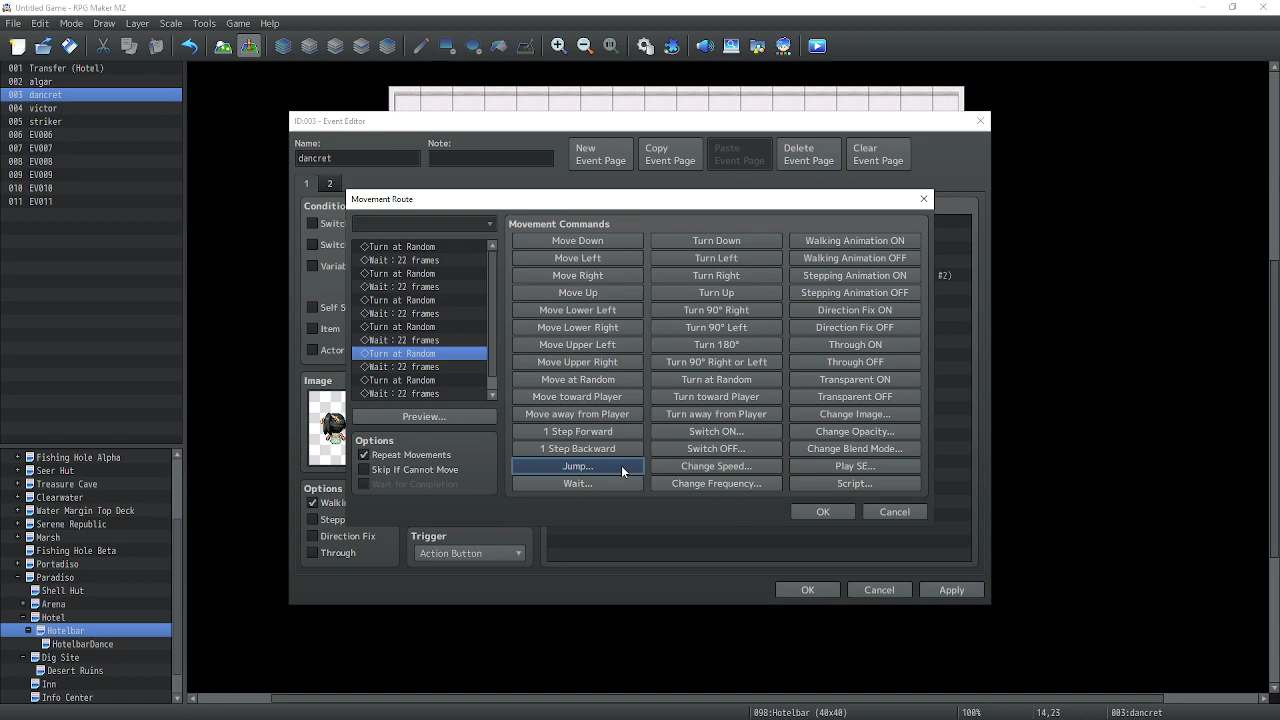 Untitled Game - RPG Maker MZ
File Edit Mode Draw Layer Scale Tools Game Help
001 Transfer (Hotel)
002 algar
003 dancret
004 victor
005 striker
006 EV006
007 EV007
008 EV008
009 EV009
010 EV010
011 EV011
ID:003 - Event Editor
Name:
Note:
dancret
New Event Page
Copy Event Page
Paste Event Page
Delete Event Page
Clear Event Page
1 2
Conditio
Switc
Switc
Variab
Self S
Item
Actor
Image
Options
Walki
Stepp
Direction Fix
Through
Trigger
Action Button
#2)
OK Cancel Apply
Movement Route
◇Turn at Random
◇Wait : 22 frames
◇Turn at Random
◇Wait : 22 frames
◇Turn at Random
◇Wait : 22 frames
◇Turn at Random
◇Wait : 22 frames
◇Turn at Random
◇Wait : 22 frames
◇Turn at Random
◇Wait : 22 frames
Preview...
Options
Repeat Movements
Skip If Cannot Move
Wait for Completion
Movement Commands
Move Down Turn Down Walking Animation ON
Move Left Turn Left Walking Animation OFF
Move Right Turn Right Stepping Animation ON
Move Up Turn Up Stepping Animation OFF
Move Lower Left Turn 90° Right Direction Fix ON
Move Lower Right Turn 90° Left Direction Fix OFF
Move Upper Left Turn 180° Through ON
Move Upper Right Turn 90° Right or Left Through OFF
Move at Random Turn at Random Transparent ON
Move toward Player Turn toward Player Transparent OFF
Move away from Player Turn away from Player Change Image...
1 Step Forward Switch ON... Change Opacity...
1 Step Backward Switch OFF... Change Blend Mode...
Jump... Change Speed... Play SE...
Wait... Change Frequency... Script...
OK Cancel
Fishing Hole Alpha
Seer Hut
Treasure Cave
Clearwater
Water Margin Top Deck
Serene Republic
Marsh
Fishing Hole Beta
Portadiso
Paradiso
Shell Hut
Arena
Hotel
Hotelbar
HotelbarDance
Dig Site
Desert Ruins
Inn
Info Center
098:Hotelbar (40x40) 100% 14,23 003:dancret